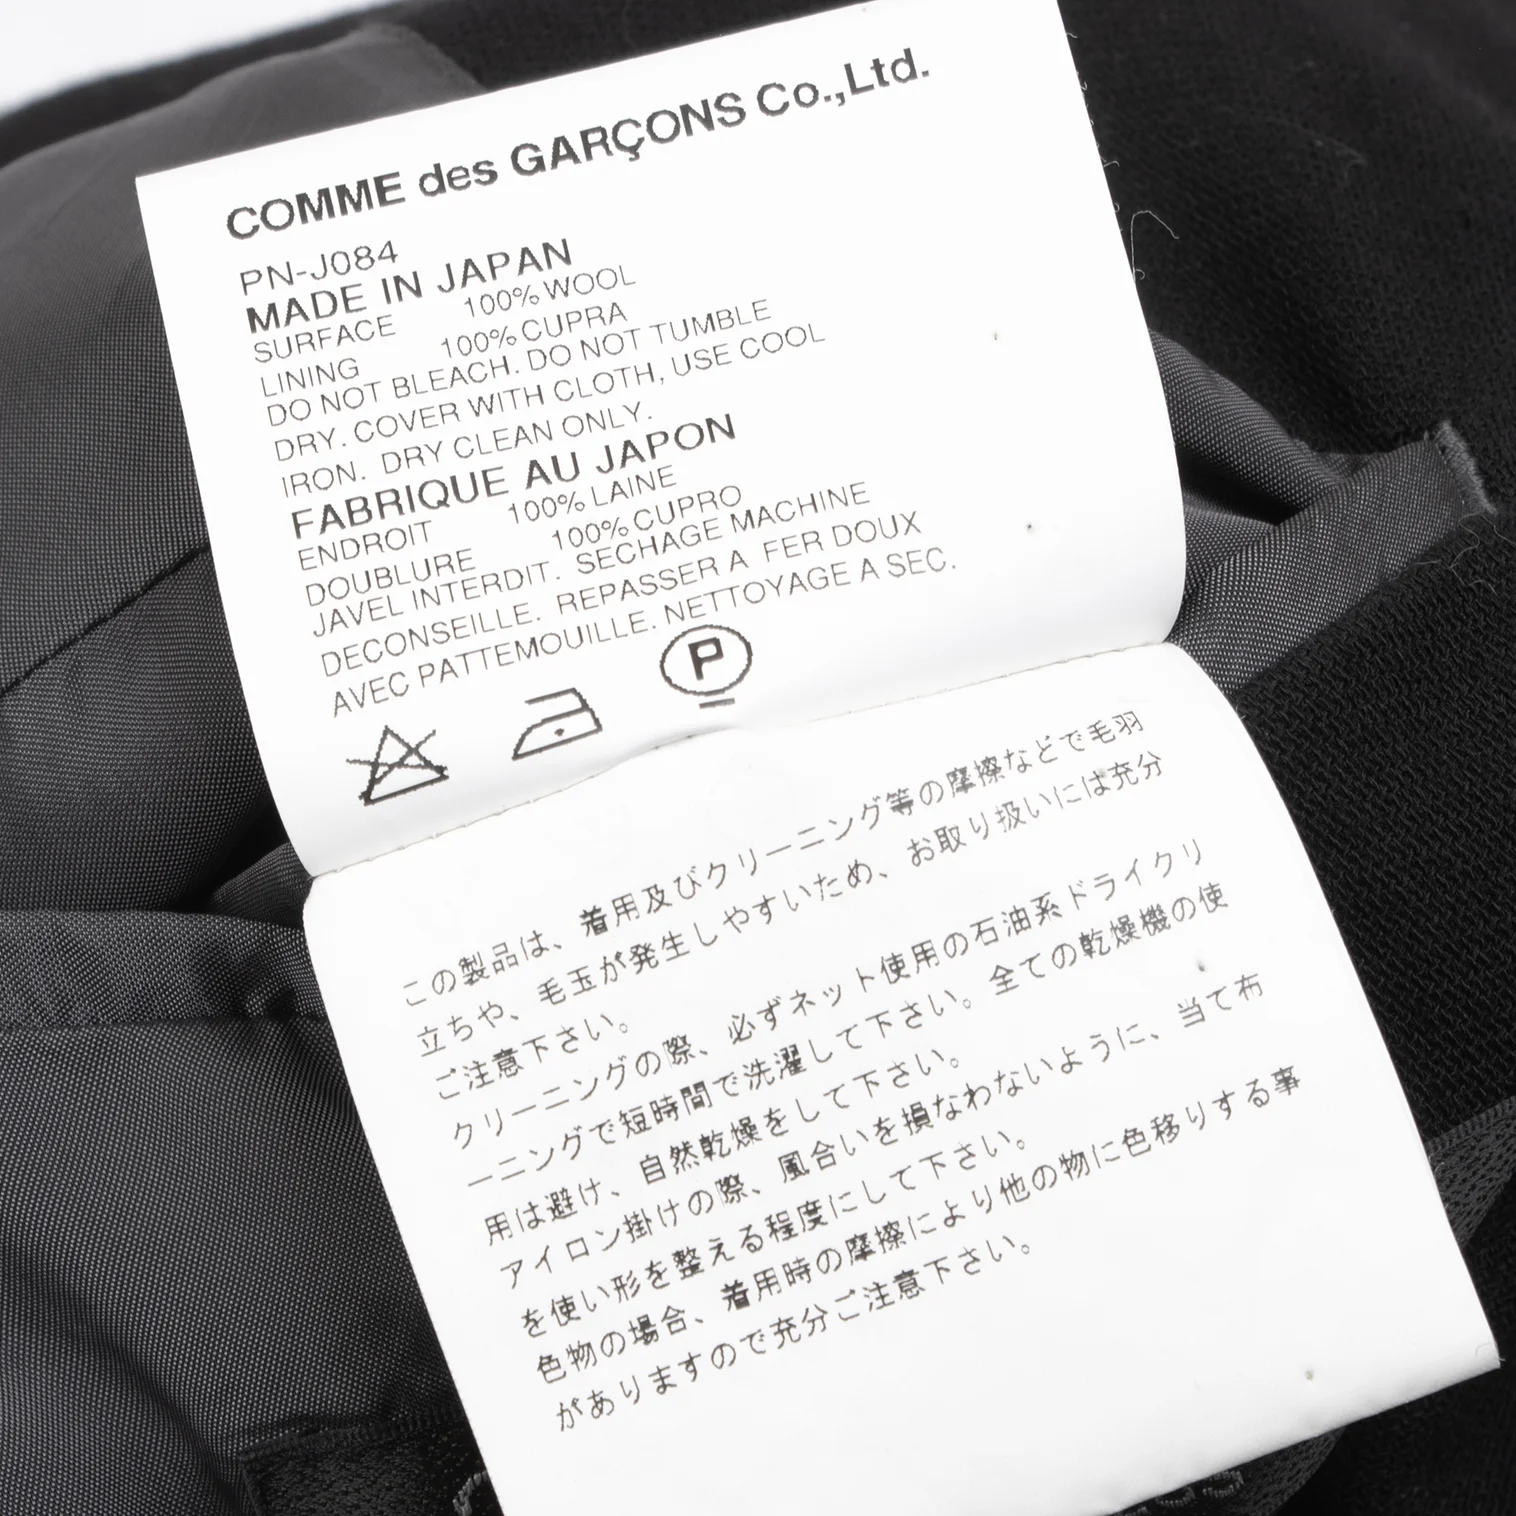 COMME des GARÇONS Co.,Ltd.
PN-J084
MADE IN JAPAN
SURFACE 100% WOOL
LINING 100% CUPRA
DO NOT BLEACH. DO NOT TUMBLE
DRY. COVER WITH CLOTH, USE COOL
IRON. DRY CLEAN ONLY.
FABRIQUE AU JAPON
ENDROIT 100% LAINE
DOUBLURE 100% CUPRO
JAVEL INTERDIT. SECHAGE MACHINE
DECONSEILLE. REPASSER A FER DOUX
AVEC PATTEMOUILLE. NETTOYAGE A SEC.
P
この製品は、着用及びクリーニング等の摩擦などで毛羽
立ちや、毛玉が発生しやすいため、お取り扱いには充分
ご注意下さい。
クリーニングの際、必ずネット使用の石油系ドライクリ
ーニングで短時間で洗濯して下さい。全ての乾燥機の使
用は避け、自然乾燥をして下さい。
アイロン掛けの際、風合いを損なわないように、当て布
を使い形を整える程度にして下さい。
色物の場合、着用時の摩擦により他の物に色移りする事
がありますので充分ご注意下さい。